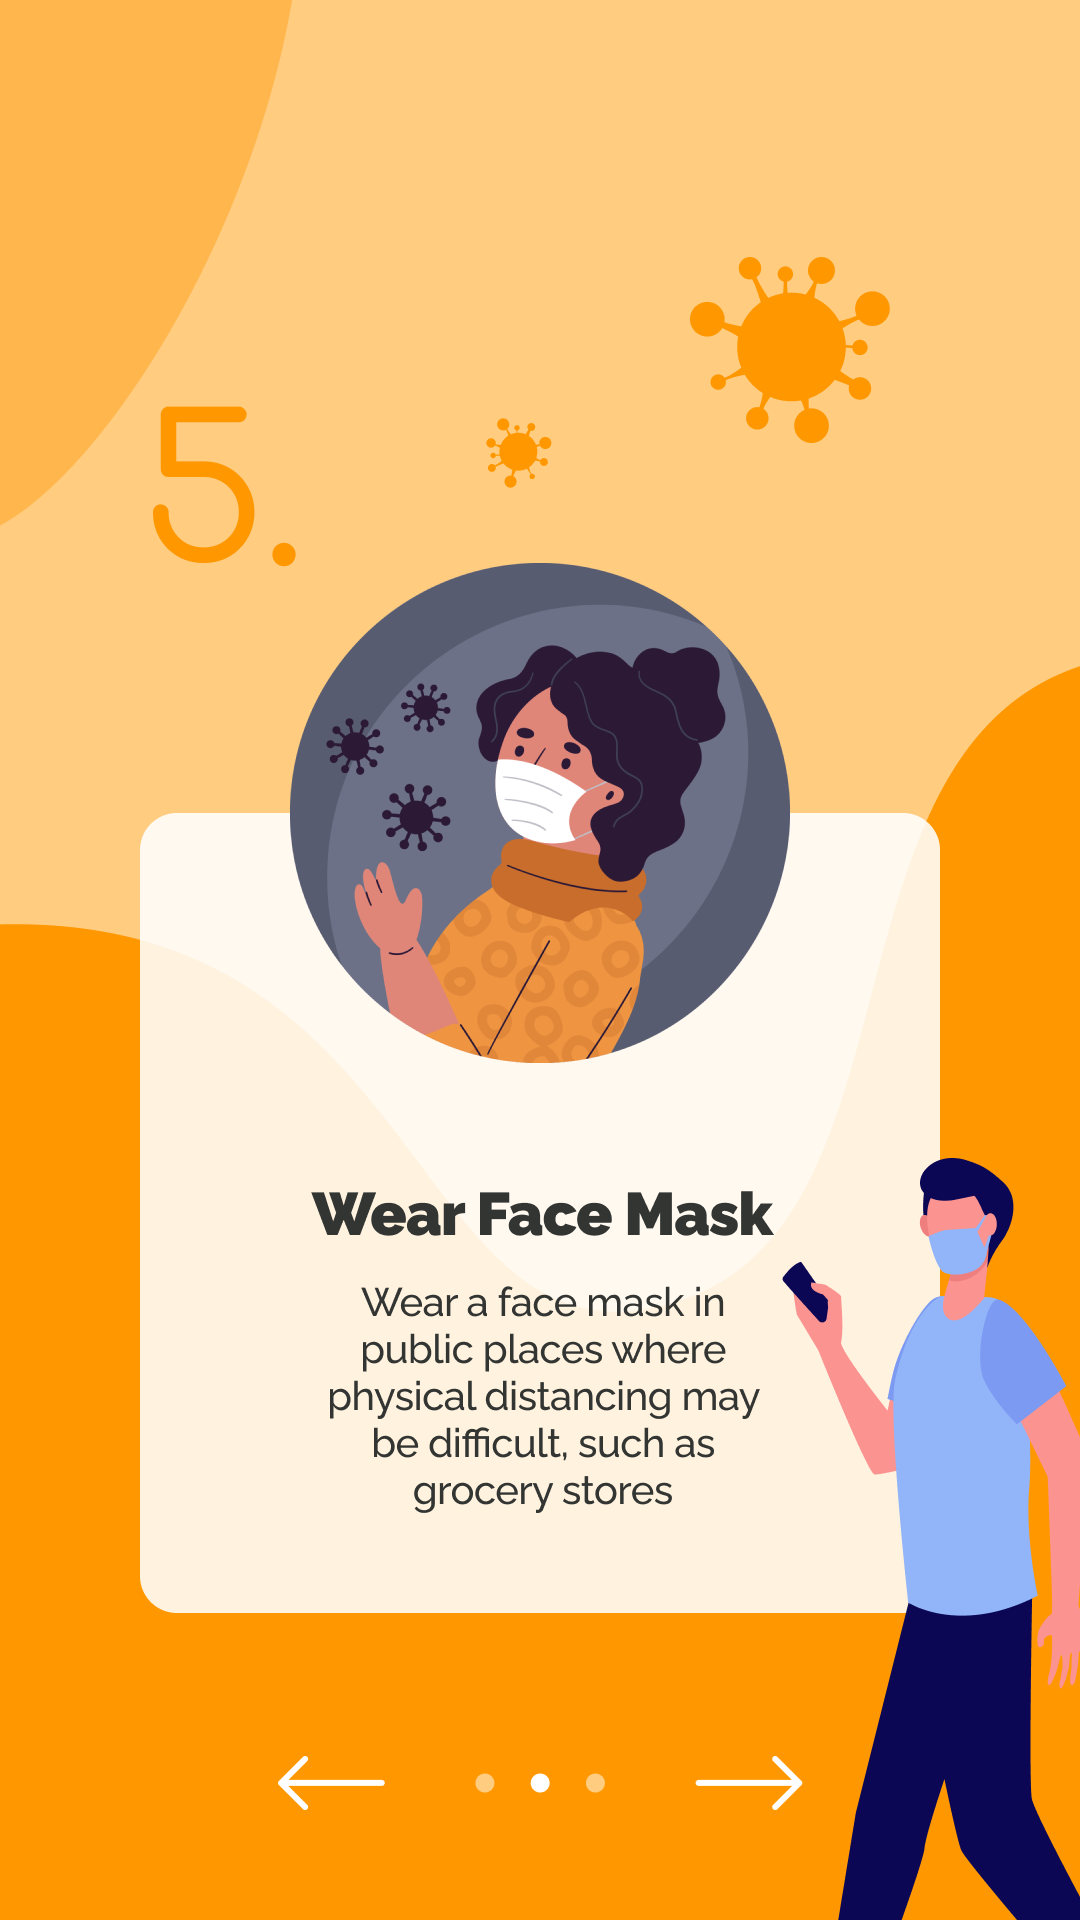 5.
Wear Face Mask
Wear a face mask in
public places where
physical distancing may
be difficult, such as
grocery stores